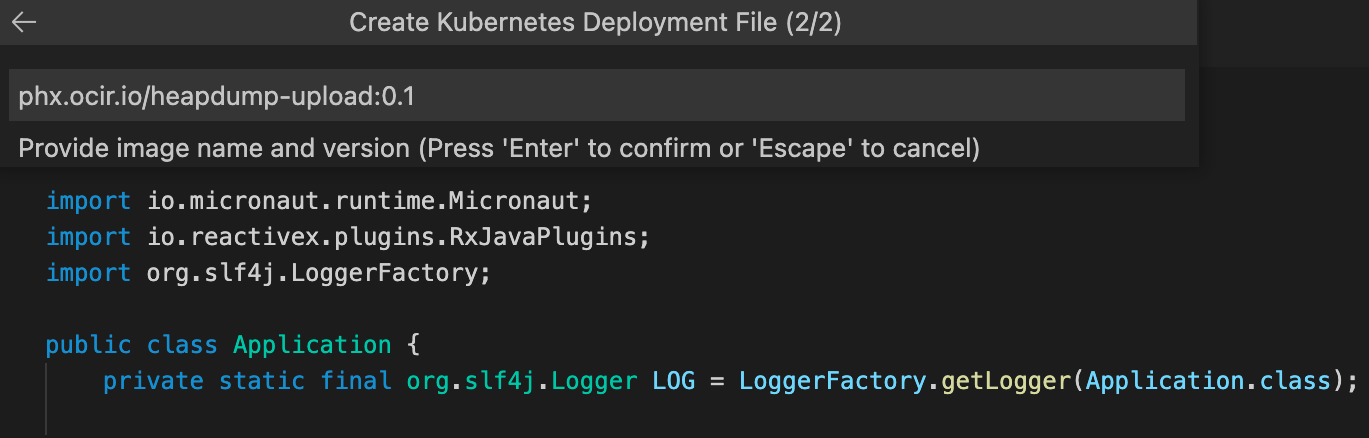 Create Kubernetes Deployment File (2/2)
phx.ocir.io/heapdump-upload:0.1
Provide image name and version (Press 'Enter' to confirm or 'Escape' to cancel)
import io.micronaut.runtime.Micronaut;
import io.reactivex.plugins.RxJavaPlugins;
import org.slf4j.LoggerFactory;
public class Application {
private static final org.slf4j.Logger LOG = LoggerFactory.getLogger(Application.class);